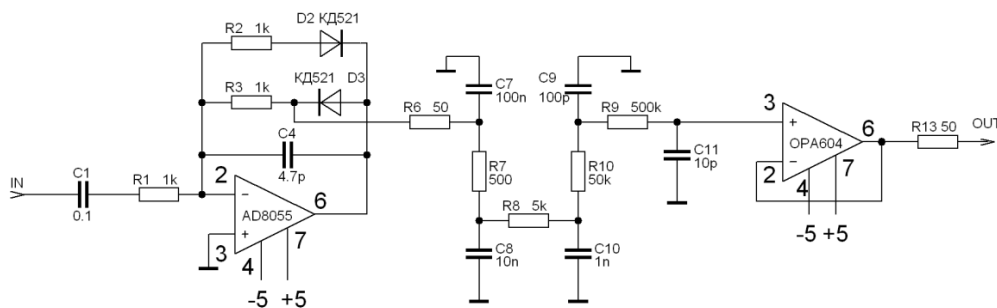 R2 1k
D2 КД521
R3 1k
КД521 D3
C4
4.7p
IN
C1
0.1
R1 1k
2
3
AD8055
6
7
4
-5 +5
R6 50
C7
100n
R7
500
R8 5k
C8
10n
C9
100p
R9 500k
R10
50k
C10
1n
C11
10p
3
2
OPA604
6
7
4
-5 +5
R13 50
OUT